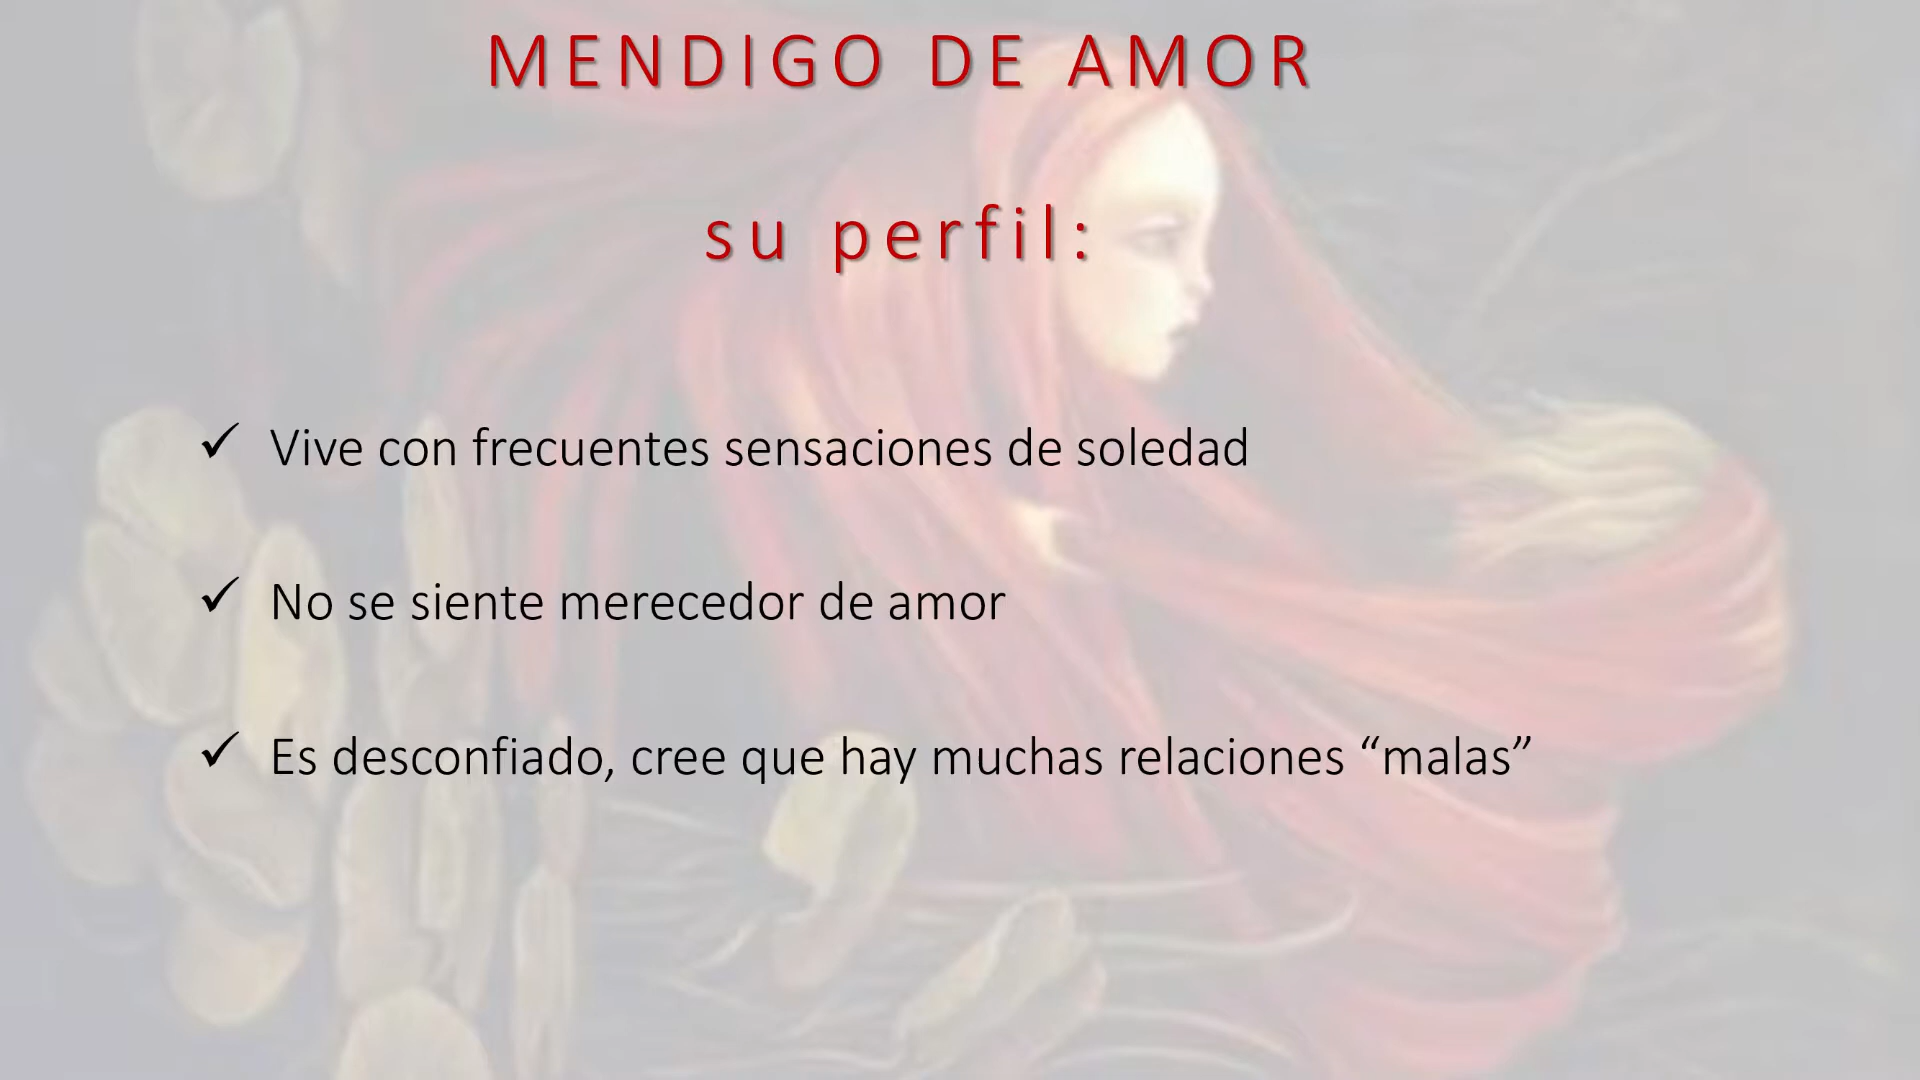 MENDIGO DE AMOR
su perfil:
✓ Vive con frecuentes sensaciones de soledad
✓ No se siente merecedor de amor
✓ Es desconfiado, cree que hay muchas relaciones “malas”